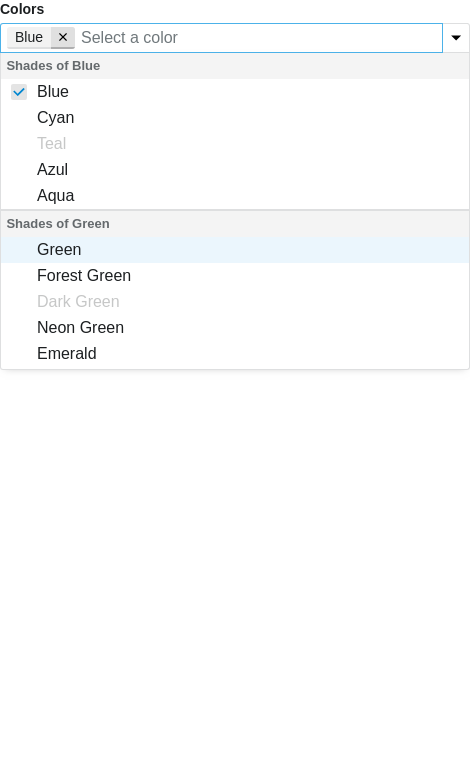 Colors
Blue ✕ Select a color
Shades of Blue
Blue
Cyan
Teal
Azul
Aqua
Shades of Green
Green
Forest Green
Dark Green
Neon Green
Emerald